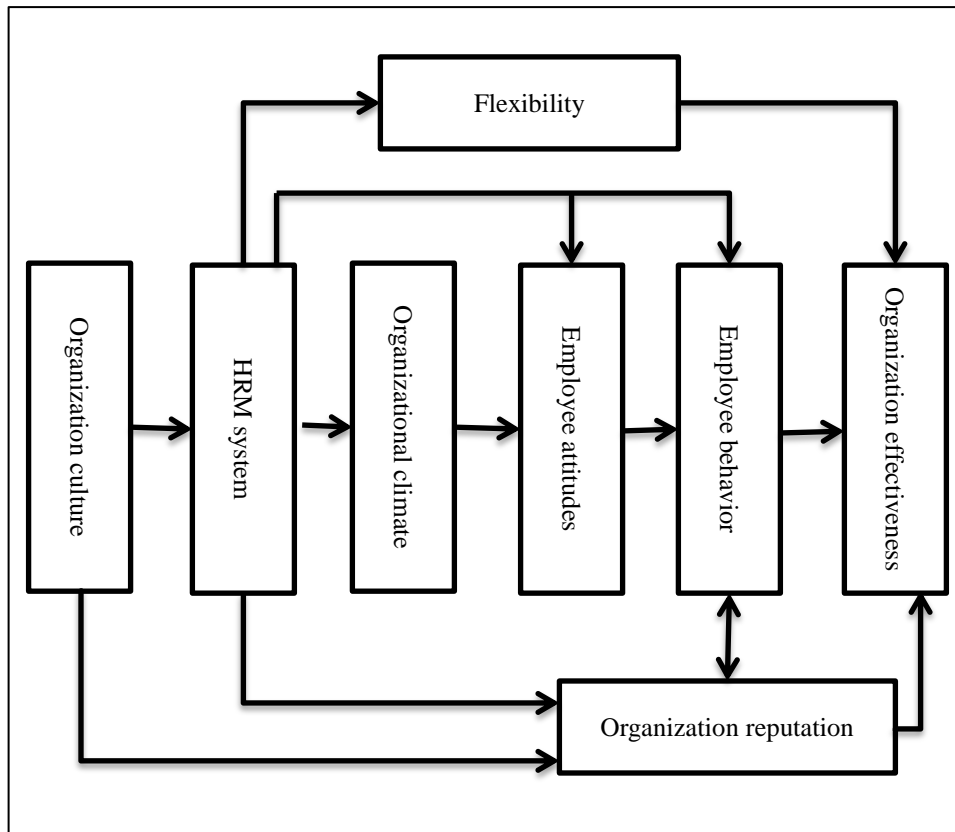 Flexibility
Organization culture
HRM system
Organizational climate
Employee attitudes
Employee behavior
Organization effectiveness
Organization reputation